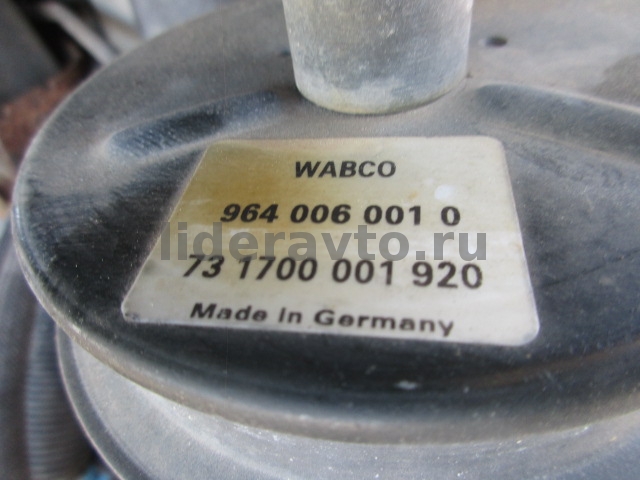 WABCO
964 006 001 0
lideravto.ru
73 1700 001 920
Made in Germany